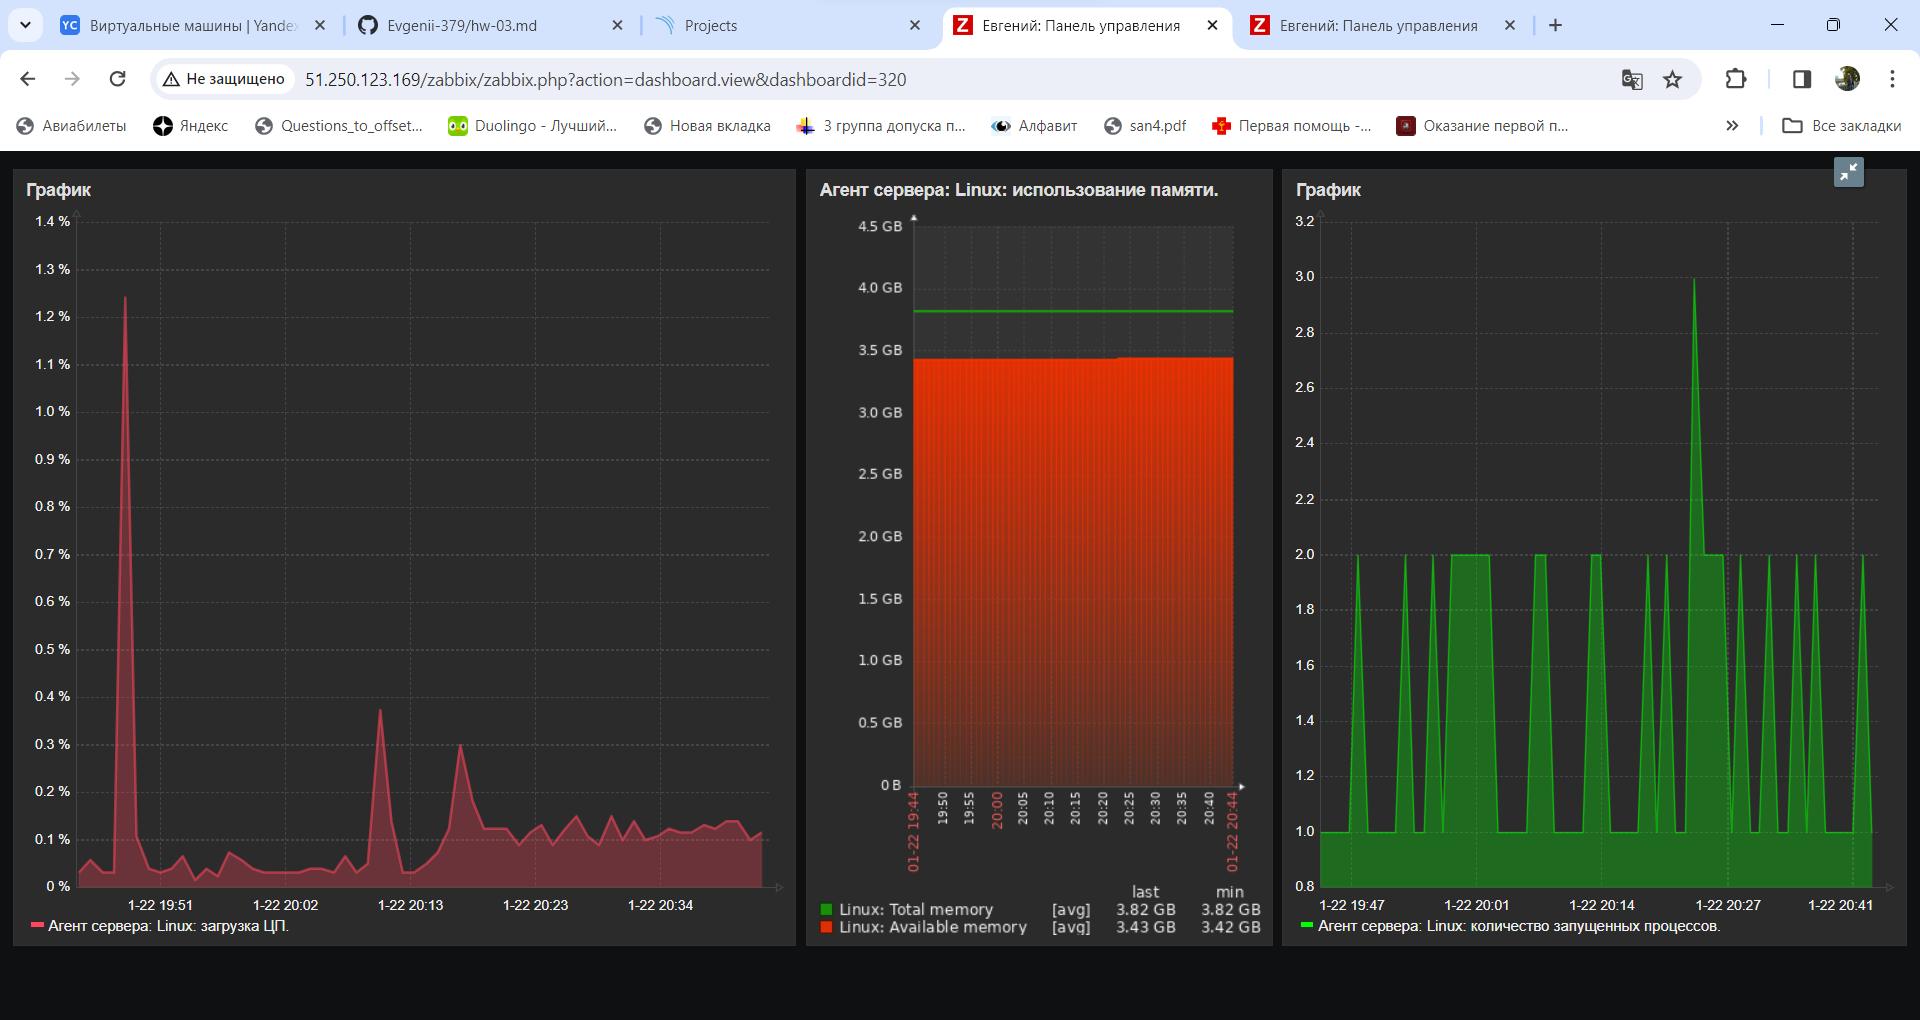 Виртуальные машины | Yandex
Evgenii-379/hw-03.md
Projects
Евгений: Панель управления
Евгений: Панель управления
Не защищено
51.250.123.169/zabbix/zabbix.php?action=dashboard.view&dashboardid=320
Авиабилеты
Яндекс
Questions_to_offset...
Duolingo - Лучший...
Новая вкладка
3 группа допуска п...
Алфавит
san4.pdf
Первая помощь -...
Оказание первой п...
Все закладки
График
1.4 %
1.3 %
1.2 %
1.1 %
1.0 %
0.9 %
0.8 %
0.7 %
0.6 %
0.5 %
0.4 %
0.3 %
0.2 %
0.1 %
0 %
1-22 19:51
1-22 20:02
1-22 20:13
1-22 20:23
1-22 20:34
Агент сервера: Linux: загрузка ЦП.
Агент сервера: Linux: использование памяти.
4.5 GB
4.0 GB
3.5 GB
3.0 GB
2.5 GB
2.0 GB
1.5 GB
1.0 GB
0.5 GB
0 B
01-22 19:44
19:50
19:55
20:00
20:05
20:10
20:15
20:20
20:25
20:30
20:35
20:40
01-22 20:44
last min
Linux: Total memory [avg] 3.82 GB 3.82 GB
Linux: Available memory [avg] 3.43 GB 3.42 GB
График
3.2
3.0
2.8
2.6
2.4
2.2
2.0
1.8
1.6
1.4
1.2
1.0
0.8
1-22 19:47
1-22 20:01
1-22 20:14
1-22 20:27
1-22 20:41
Агент сервера: Linux: количество запущенных процессов.